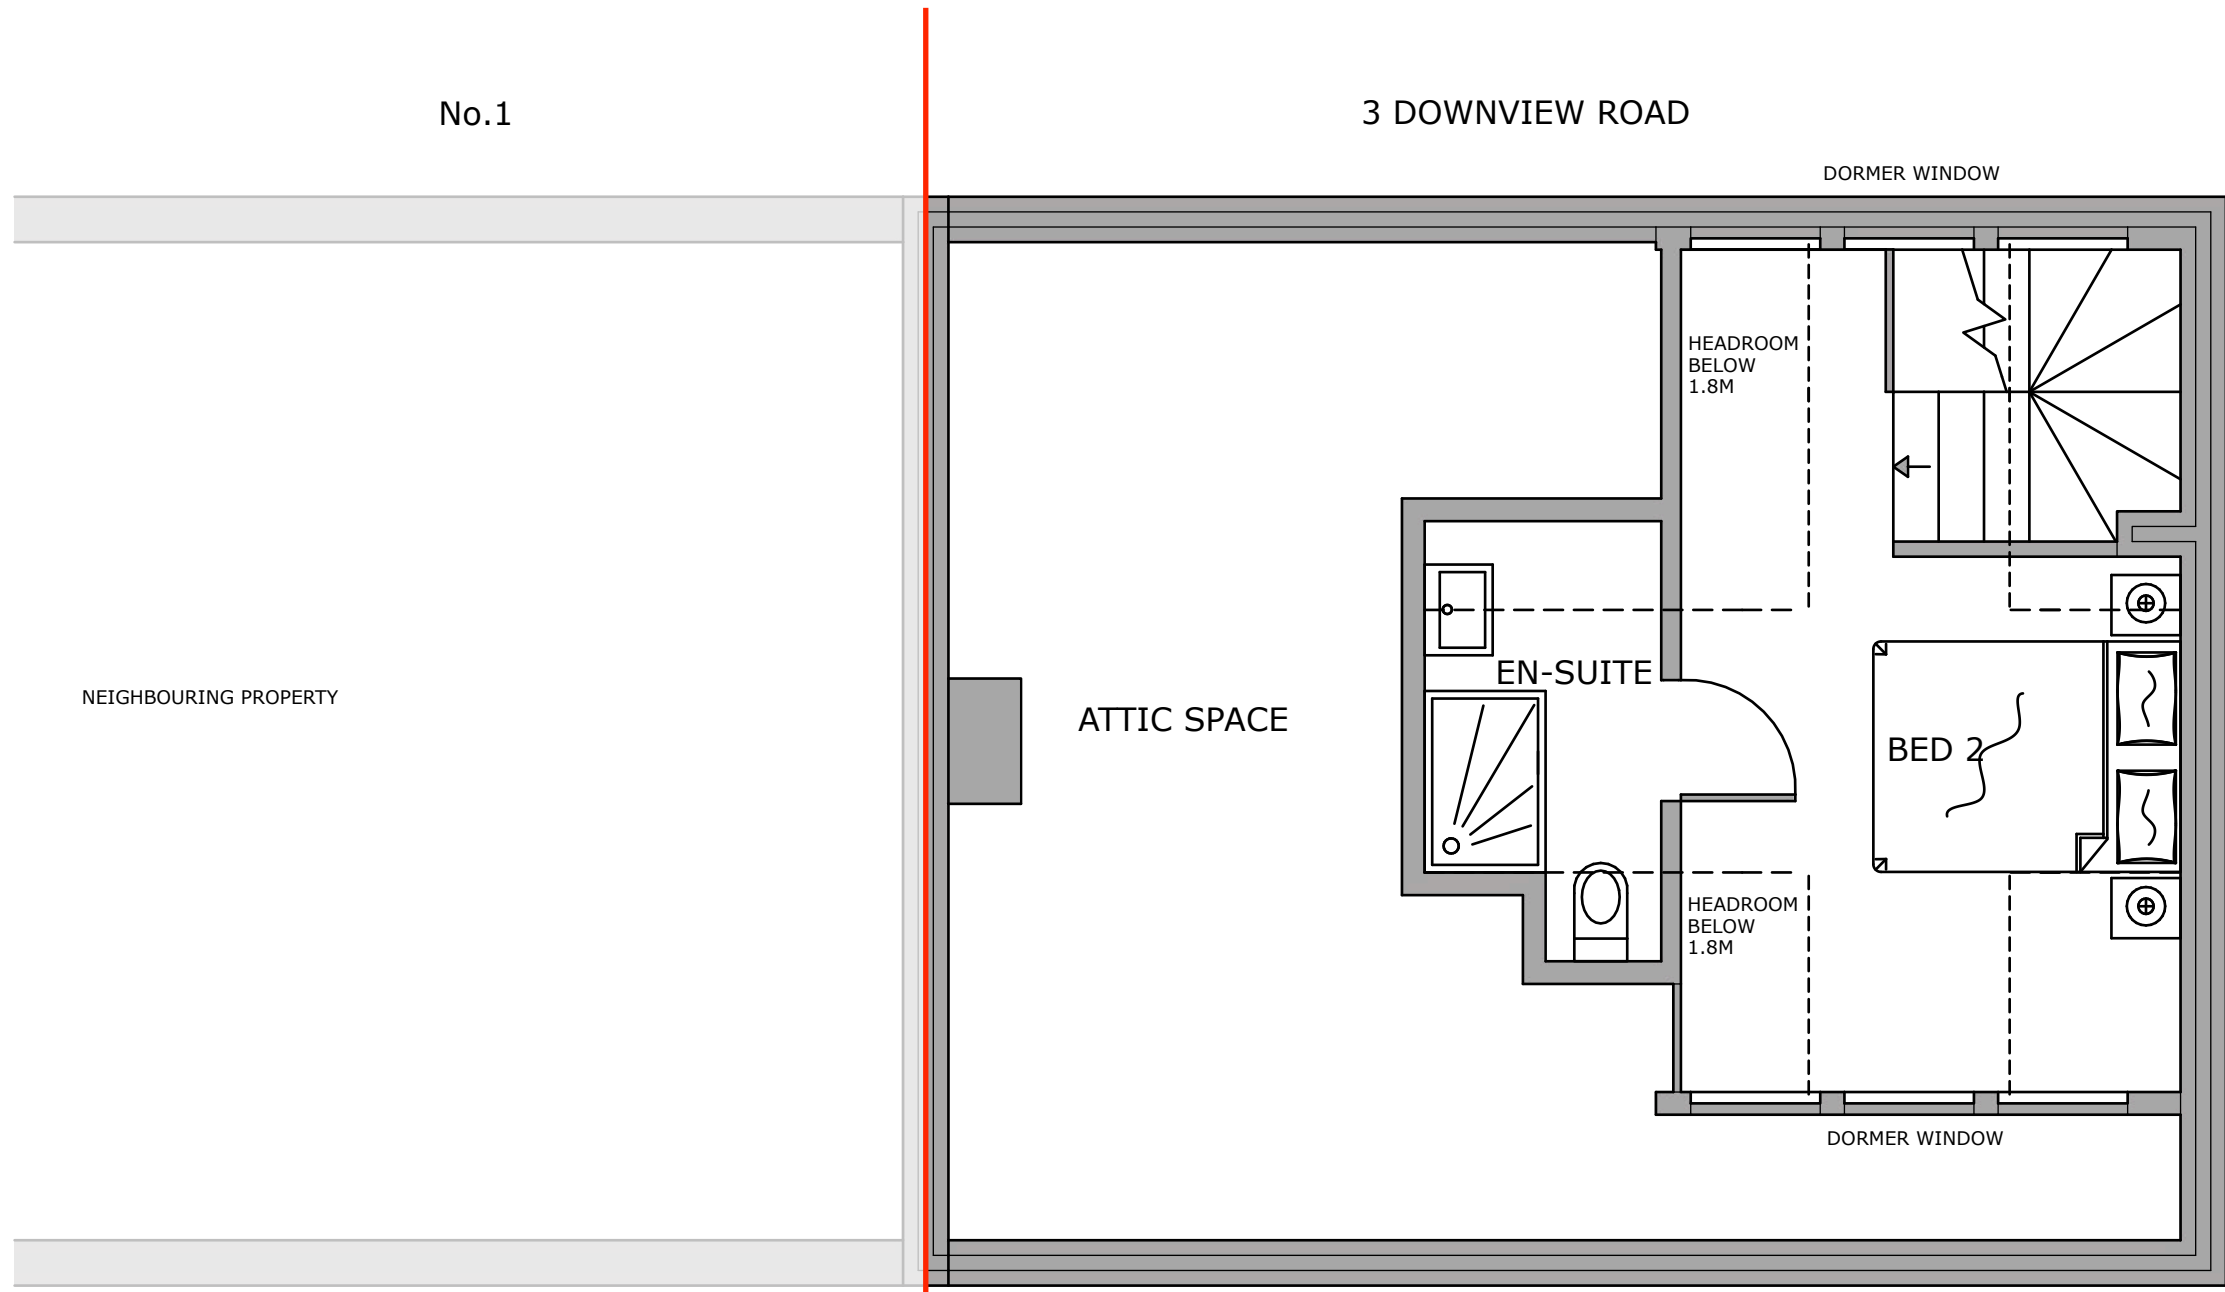 No.1
3 DOWNVIEW ROAD
DORMER WINDOW
HEADROOM
BELOW
1.8M
EN-SUITE
NEIGHBOURING PROPERTY
ATTIC SPACE
BED 2
HEADROOM
BELOW
1.8M
DORMER WINDOW